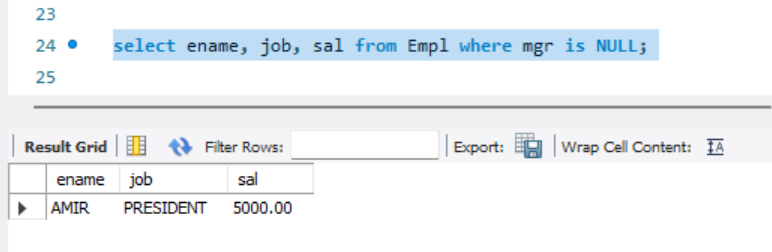 23
24 select ename, job, sal from Empl where mgr is NULL;
25
Result Grid Filter Rows: Export: Wrap Cell Content:
ename job sal
AMIR PRESIDENT 5000.00